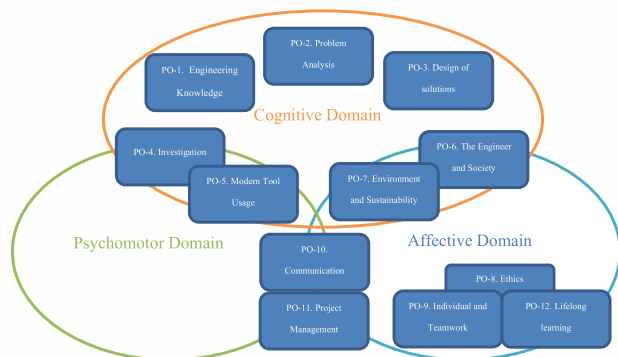 PO-2. Problem
Analysis
PO-1. Engineering
Knowledge
PO-3. Design of
solutions
Cognitive Domain
PO-4. Investigation
PO-6. The Engineer
and Society
PO-5. Modern Tool
Usage
PO-7. Environment
and Sustainability
Psychomotor Domain
Affective Domain
PO-10.
Communication
PO-8. Ethics
PO-11. Project
Management
PO-9. Individual and
Teamwork
PO-12. Lifelong
learning